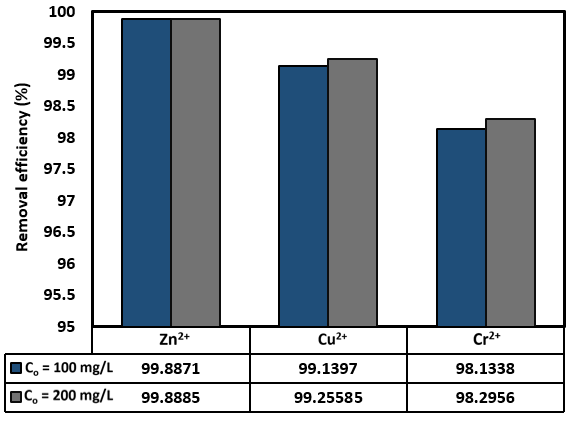 100
99.5
99
98.5
98
97.5
97
96.5
96
95.5
95
Removal efficiency (%)
Zn²⁺ Cu²⁺ Cr²⁺
Cₒ = 100 mg/L 99.8871 99.1397 98.1338
Cₒ = 200 mg/L 99.8885 99.25585 98.2956